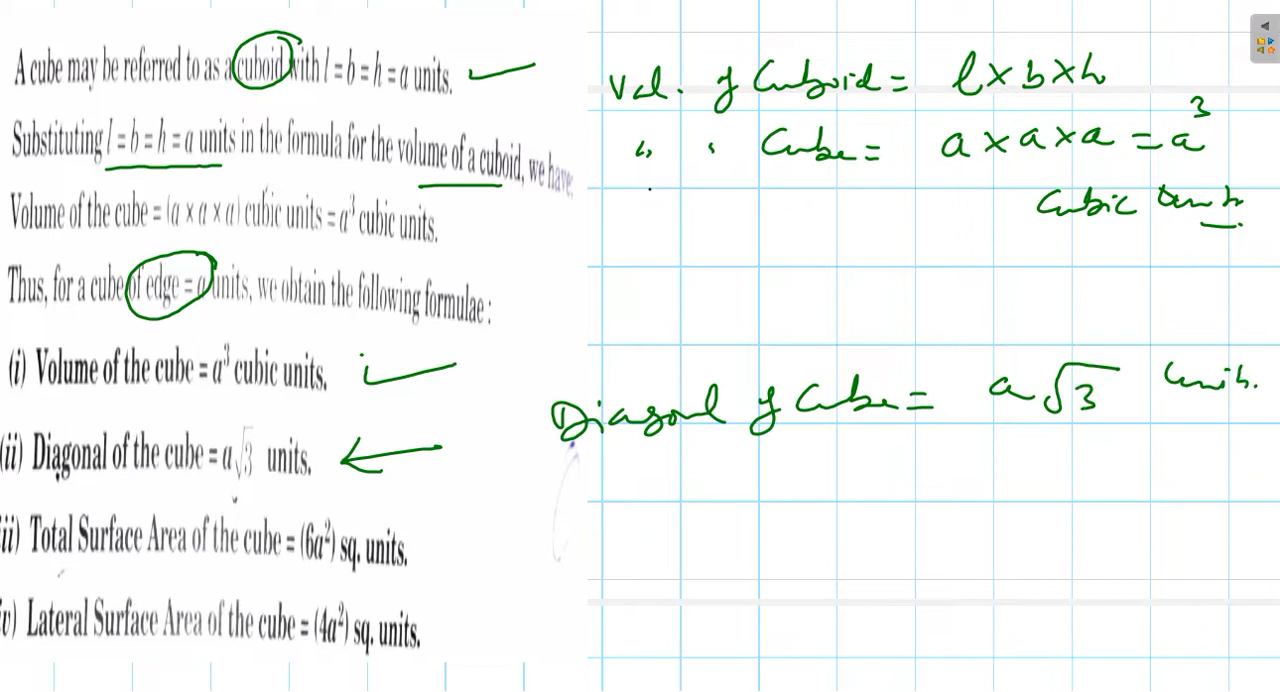 A cube may be referred to as a cuboid with l = b = h = a units.
Substituting l = b = h = a units in the formula for the volume of a cuboid, we have,
Volume of the cube = (a × a × a) cubic units = a³ cubic units.
Thus, for a cube of edge = a units, we obtain the following formulae :
(i) Volume of the cube = a³ cubic units.
(ii) Diagonal of the cube = a√3 units.
ii) Total Surface Area of the cube = (6a²) sq. units.
iv) Lateral Surface Area of the cube = (4a²) sq. units.
Vol. of Cuboid = l × b × h
" " Cube = a × a × a = a³
Cubic units
Diagonal of Cube = a√3 units.